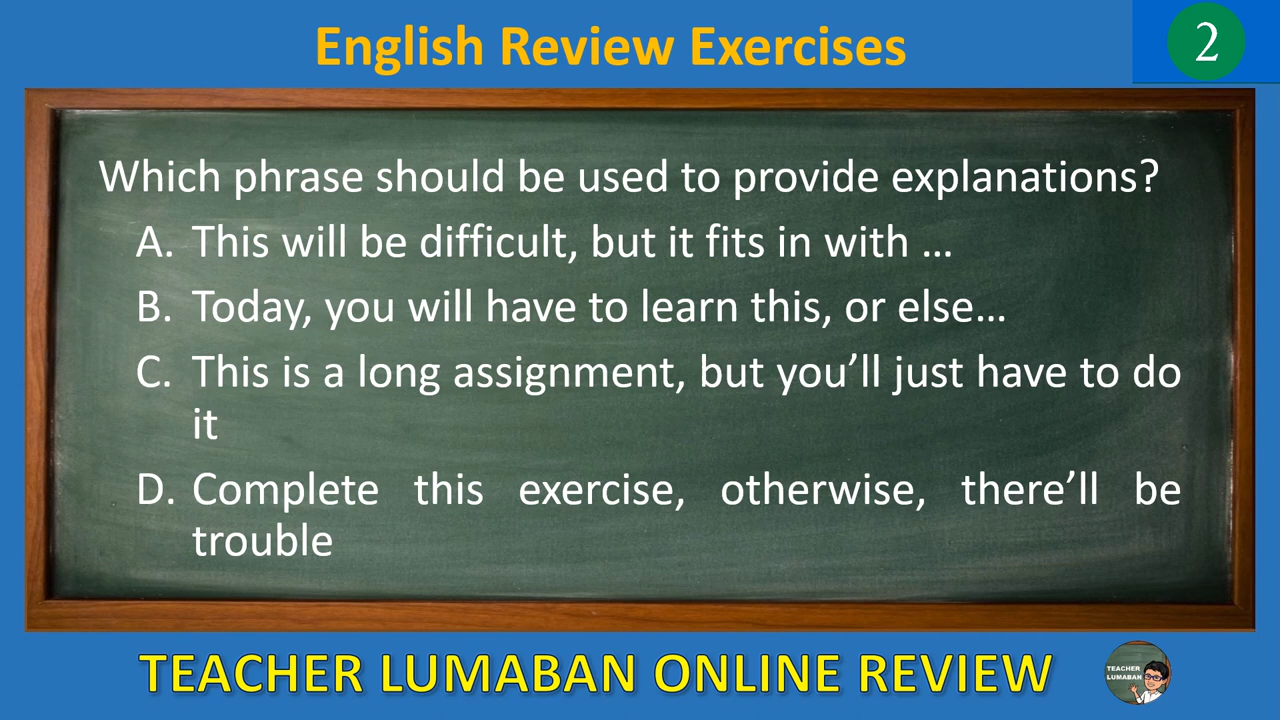 English Review Exercises
2
Which phrase should be used to provide explanations?
A. This will be difficult, but it fits in with …
B. Today, you will have to learn this, or else…
C. This is a long assignment, but you’ll just have to do
it
D. Complete this exercise, otherwise, there’ll be
trouble
TEACHER LUMABAN ONLINE REVIEW
TEACHER
LUMABAN